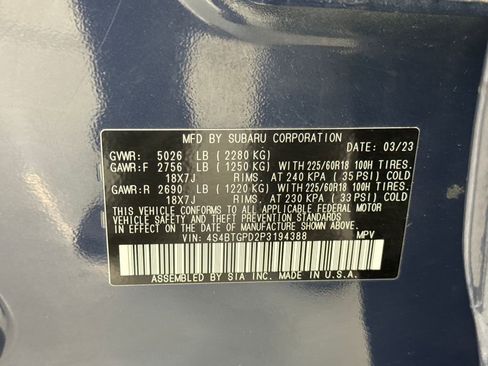 MFD BY SUBARU CORPORATION DATE: 03/23
GVWR: 5026 LB (2280 KG)
GAWR:F 2756 LB (1250 KG) WITH 225/60R18 100H TIRES.
18X7J RIMS. AT 240 KPA (35 PSI) COLD
GAWR:R 2690 LB (1220 KG) WITH 225/60R18 100H TIRES.
18X7J RIMS. AT 230 KPA (33 PSI) COLD
THIS VEHICLE CONFORMS TO ALL APPLICABLE FEDERAL MOTOR
VEHICLE SAFETY AND THEFT PREVENTION STANDARDS
IN EFFECT ON THE DATE OF MANUFACTURE SHOWN ABOVE.
VIN: 4S4BTGPD2P3194388 MPV
ASSEMBLED BY SIA INC. MADE IN U.S.A.